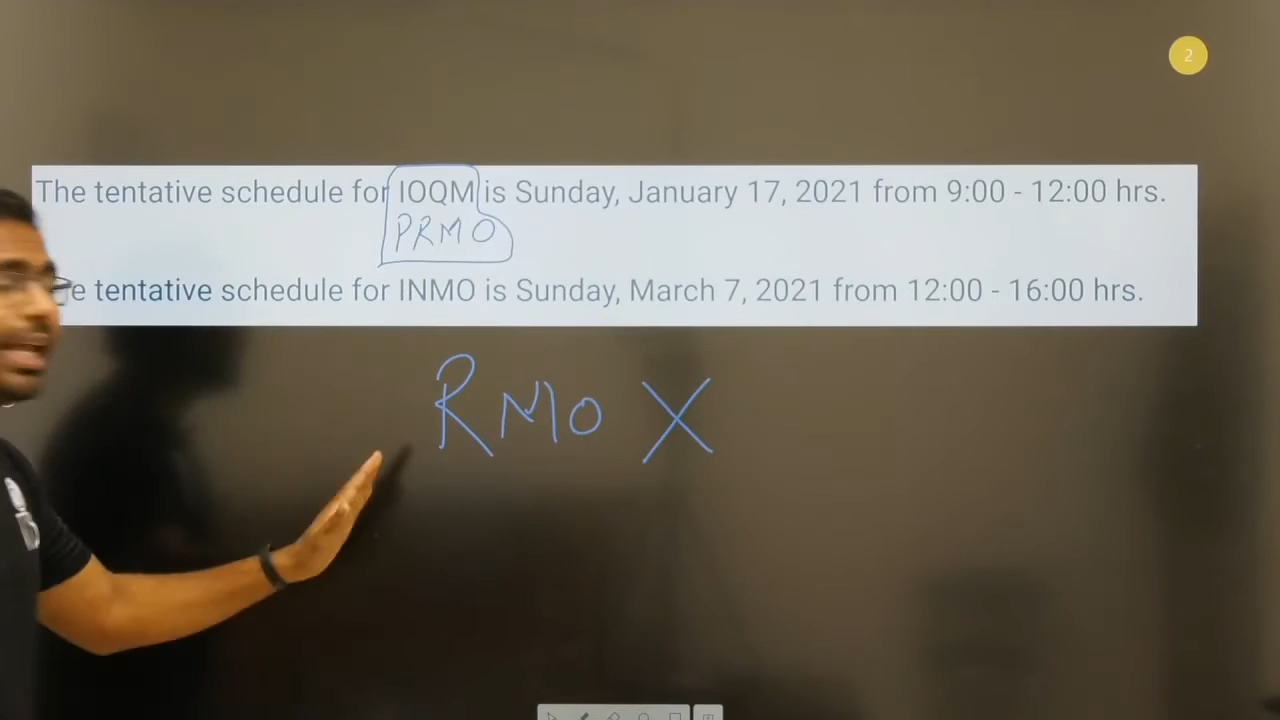 2
The tentative schedule for IOQM is Sunday, January 17, 2021 from 9:00 - 12:00 hrs.
PRMO
e tentative schedule for INMO is Sunday, March 7, 2021 from 12:00 - 16:00 hrs.
RMO X